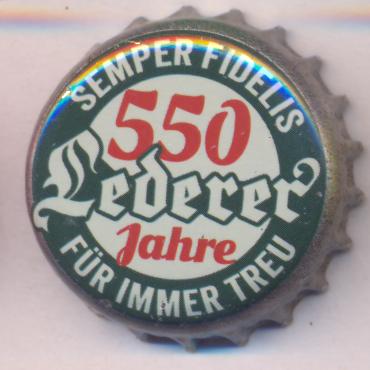 SEMPER FIDELIS
550
Lederer
Jahre
FÜR IMMER TREU